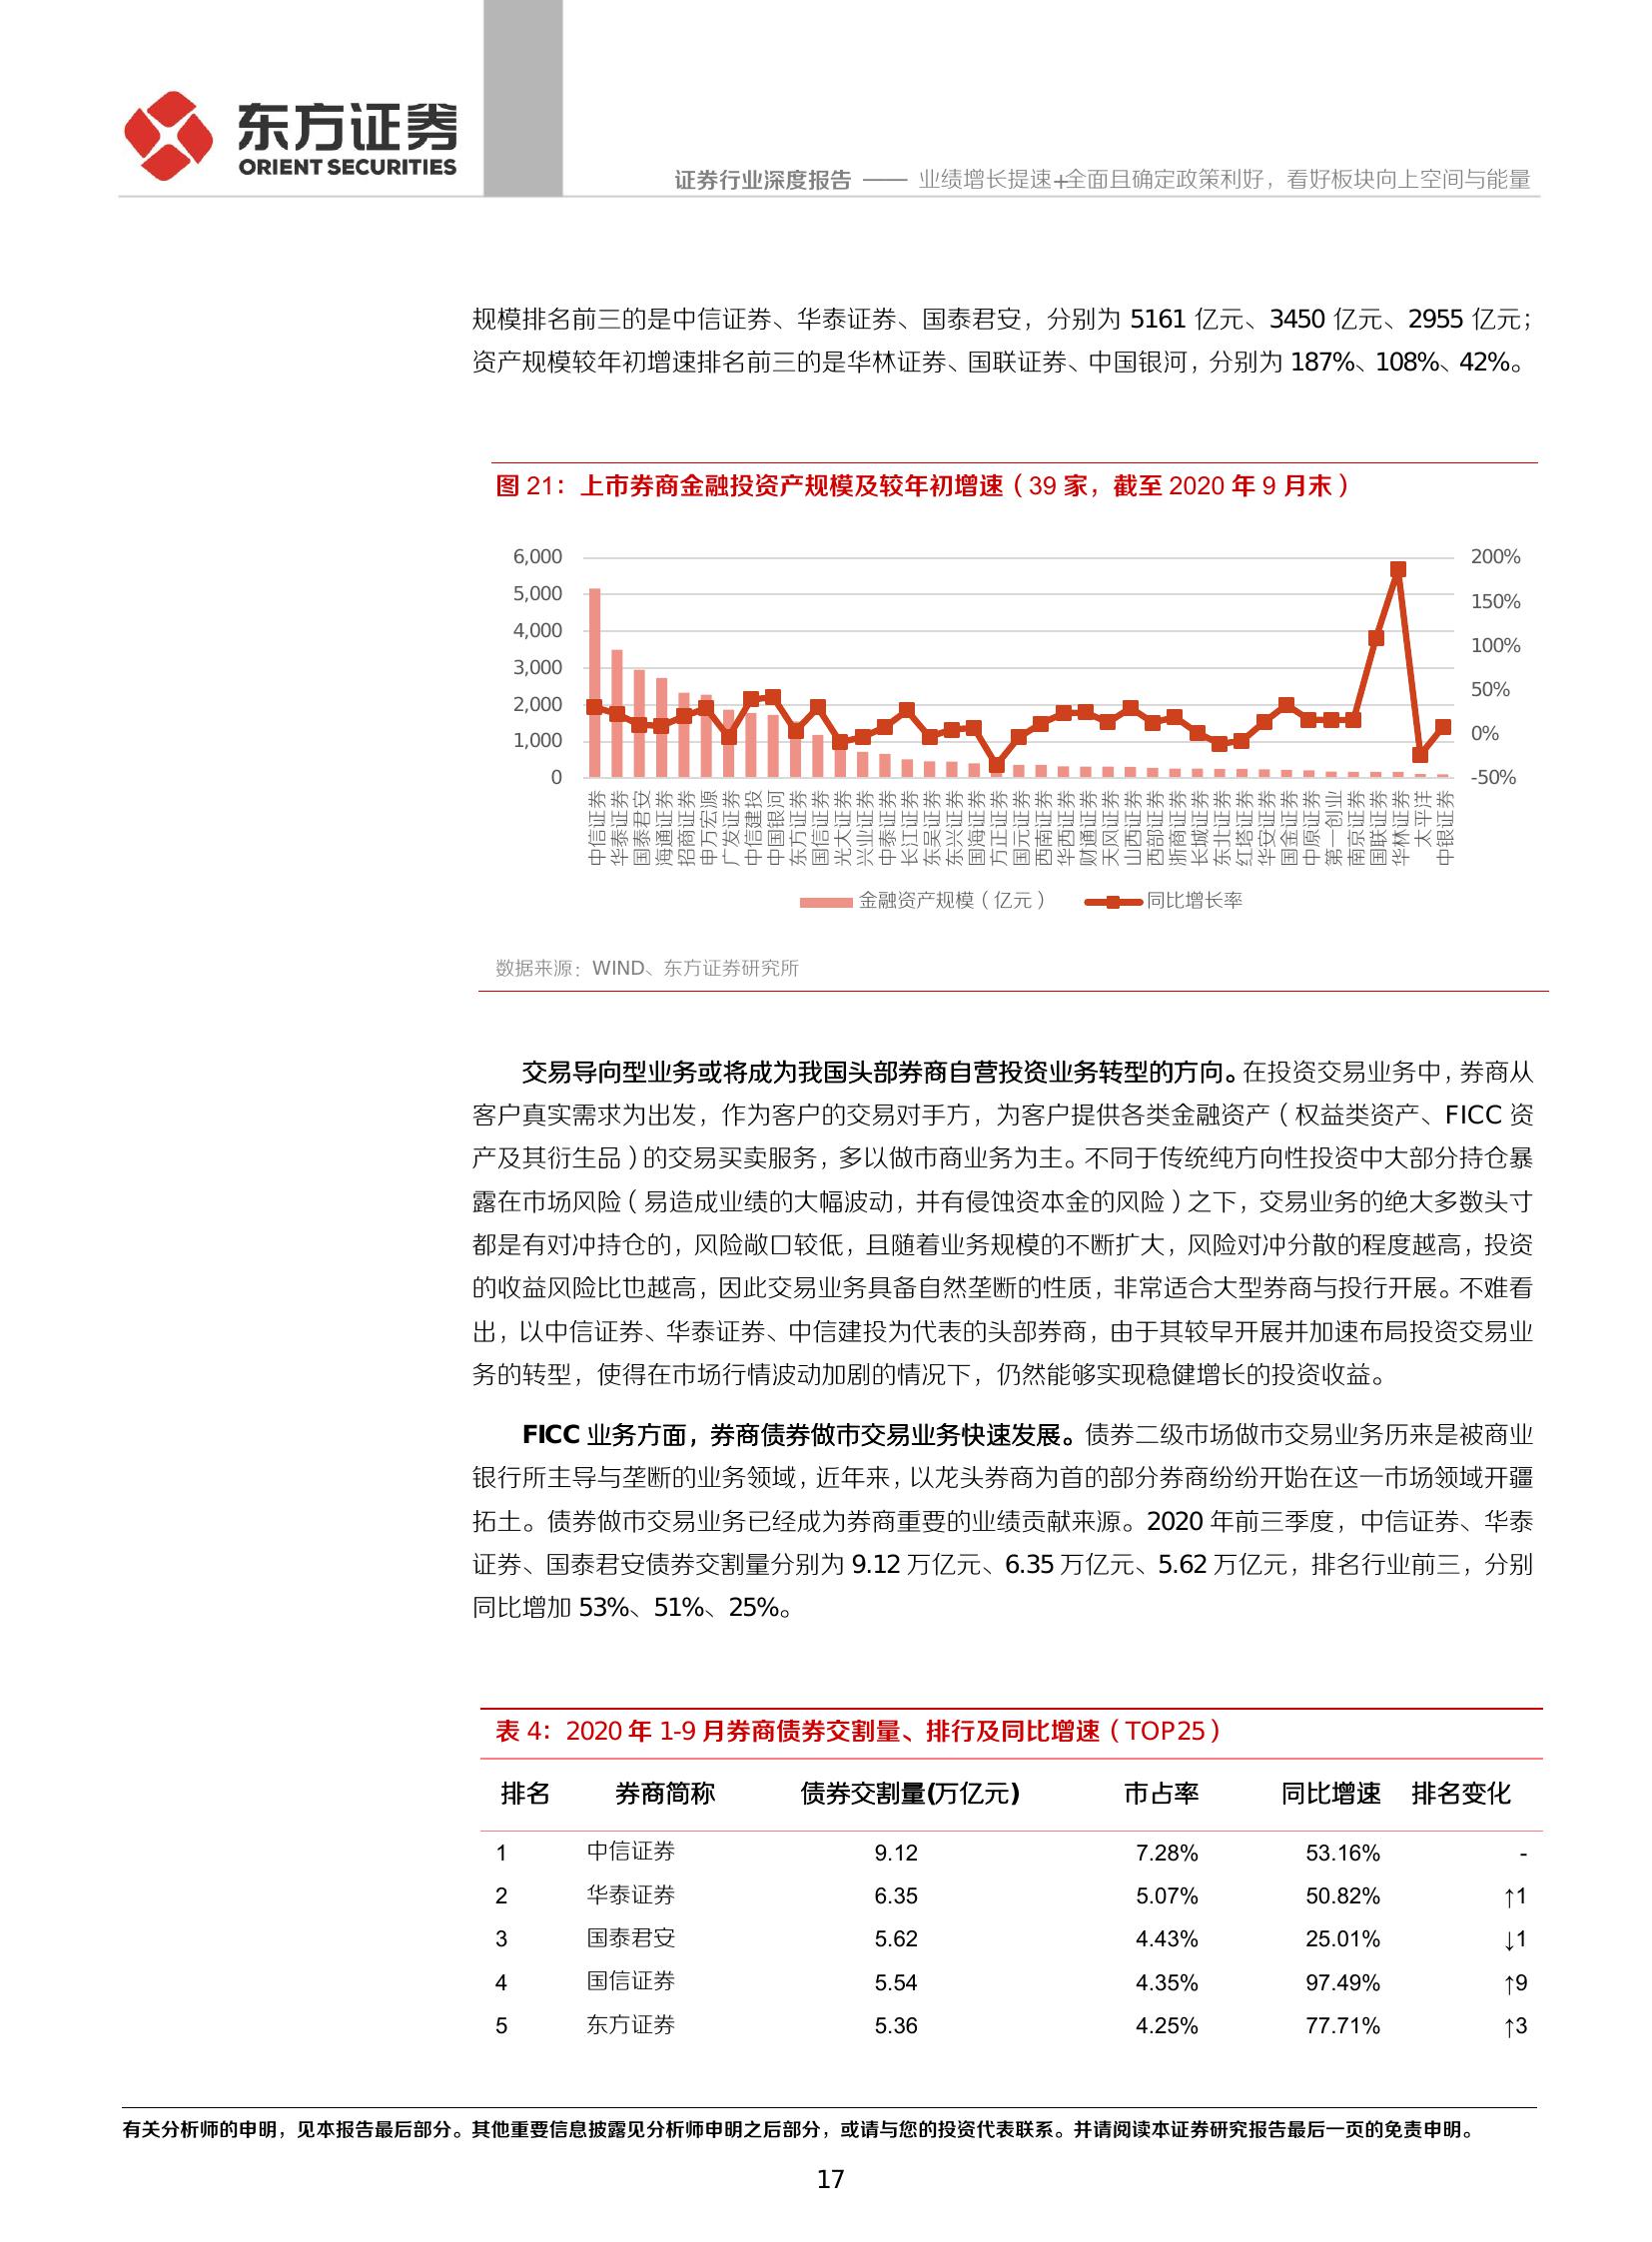 东方证券
ORIENT SECURITIES
证券行业深度报告 —— 业绩增长提速+全面且确定政策利好，看好板块向上空间与能量
规模排名前三的是中信证券、华泰证券、国泰君安，分别为 5161 亿元、3450 亿元、2955 亿元；
资产规模较年初增速排名前三的是华林证券、国联证券、中国银河，分别为 187%、108%、42%。
图 21：上市券商金融投资产规模及较年初增速（39 家，截至 2020 年 9 月末）
6,000
5,000
4,000
3,000
2,000
1,000
0
200%
150%
100%
50%
0%
-50%
中信证券
华泰证券
国泰君安
海通证券
招商证券
申万宏源
广发证券
中信建投
中国银河
东方证券
国信证券
光大证券
兴业证券
中泰证券
长江证券
东吴证券
东兴证券
国海证券
方正证券
国元证券
西南证券
华西证券
财通证券
天风证券
山西证券
西部证券
浙商证券
长城证券
东北证券
红塔证券
华安证券
国金证券
中原证券
第一创业
南京证券
国联证券
华林证券
太平洋
中银证券
金融资产规模（亿元） 同比增长率
数据来源：WIND、东方证券研究所
交易导向型业务或将成为我国头部券商自营投资业务转型的方向。在投资交易业务中，券商从
客户真实需求为出发，作为客户的交易对手方，为客户提供各类金融资产（权益类资产、FICC 资
产及其衍生品）的交易买卖服务，多以做市商业务为主。不同于传统纯方向性投资中大部分持仓暴
露在市场风险（易造成业绩的大幅波动，并有侵蚀资本金的风险）之下，交易业务的绝大多数头寸
都是有对冲持仓的，风险敞口较低，且随着业务规模的不断扩大，风险对冲分散的程度越高，投资
的收益风险比也越高，因此交易业务具备自然垄断的性质，非常适合大型券商与投行开展。不难看
出，以中信证券、华泰证券、中信建投为代表的头部券商，由于其较早开展并加速布局投资交易业
务的转型，使得在市场行情波动加剧的情况下，仍然能够实现稳健增长的投资收益。
FICC 业务方面，券商债券做市交易业务快速发展。债券二级市场做市交易业务历来是被商业
银行所主导与垄断的业务领域，近年来，以龙头券商为首的部分券商纷纷开始在这一市场领域开疆
拓土。债券做市交易业务已经成为券商重要的业绩贡献来源。2020 年前三季度，中信证券、华泰
证券、国泰君安债券交割量分别为 9.12 万亿元、6.35 万亿元、5.62 万亿元，排名行业前三，分别
同比增加 53%、51%、25%。
表 4：2020 年 1-9 月券商债券交割量、排行及同比增速（TOP25）
排名 券商简称 债券交割量(万亿元) 市占率 同比增速 排名变化
1 中信证券 9.12 7.28% 53.16% -
2 华泰证券 6.35 5.07% 50.82% ↑1
3 国泰君安 5.62 4.43% 25.01% ↓1
4 国信证券 5.54 4.35% 97.49% ↑9
5 东方证券 5.36 4.25% 77.71% ↑3
有关分析师的申明，见本报告最后部分。其他重要信息披露见分析师申明之后部分，或请与您的投资代表联系。并请阅读本证券研究报告最后一页的免责申明。
17